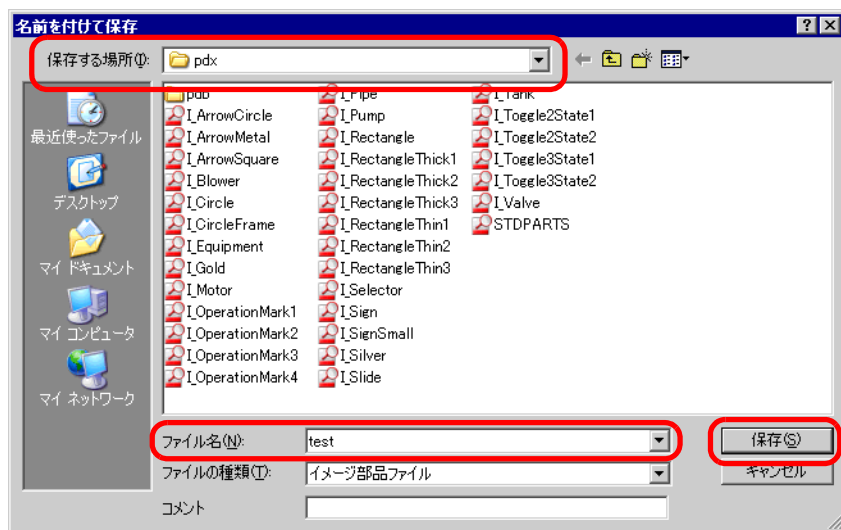 名前を付けて保存
保存する場所(I):
pdx
最近使ったファイル
デスクトップ
マイ ドキュメント
マイ コンピュータ
マイ ネットワーク
pdb
I_ArrowCircle
I_ArrowMetal
I_ArrowSquare
I_Blower
I_Circle
I_CircleFrame
I_Equipment
I_Gold
I_Motor
I_OperationMark1
I_OperationMark2
I_OperationMark3
I_OperationMark4
I_Pipe
I_Pump
I_Rectangle
I_RectangleThick1
I_RectangleThick2
I_RectangleThick3
I_RectangleThin1
I_RectangleThin2
I_RectangleThin3
I_Selector
I_Sign
I_SignSmall
I_Silver
I_Slide
I_Tank
I_Toggle2State1
I_Toggle2State2
I_Toggle3State1
I_Toggle3State2
I_Valve
STDPARTS
ファイル名(N):
test
保存(S)
ファイルの種類(T):
イメージ部品ファイル
キャンセル
コメント